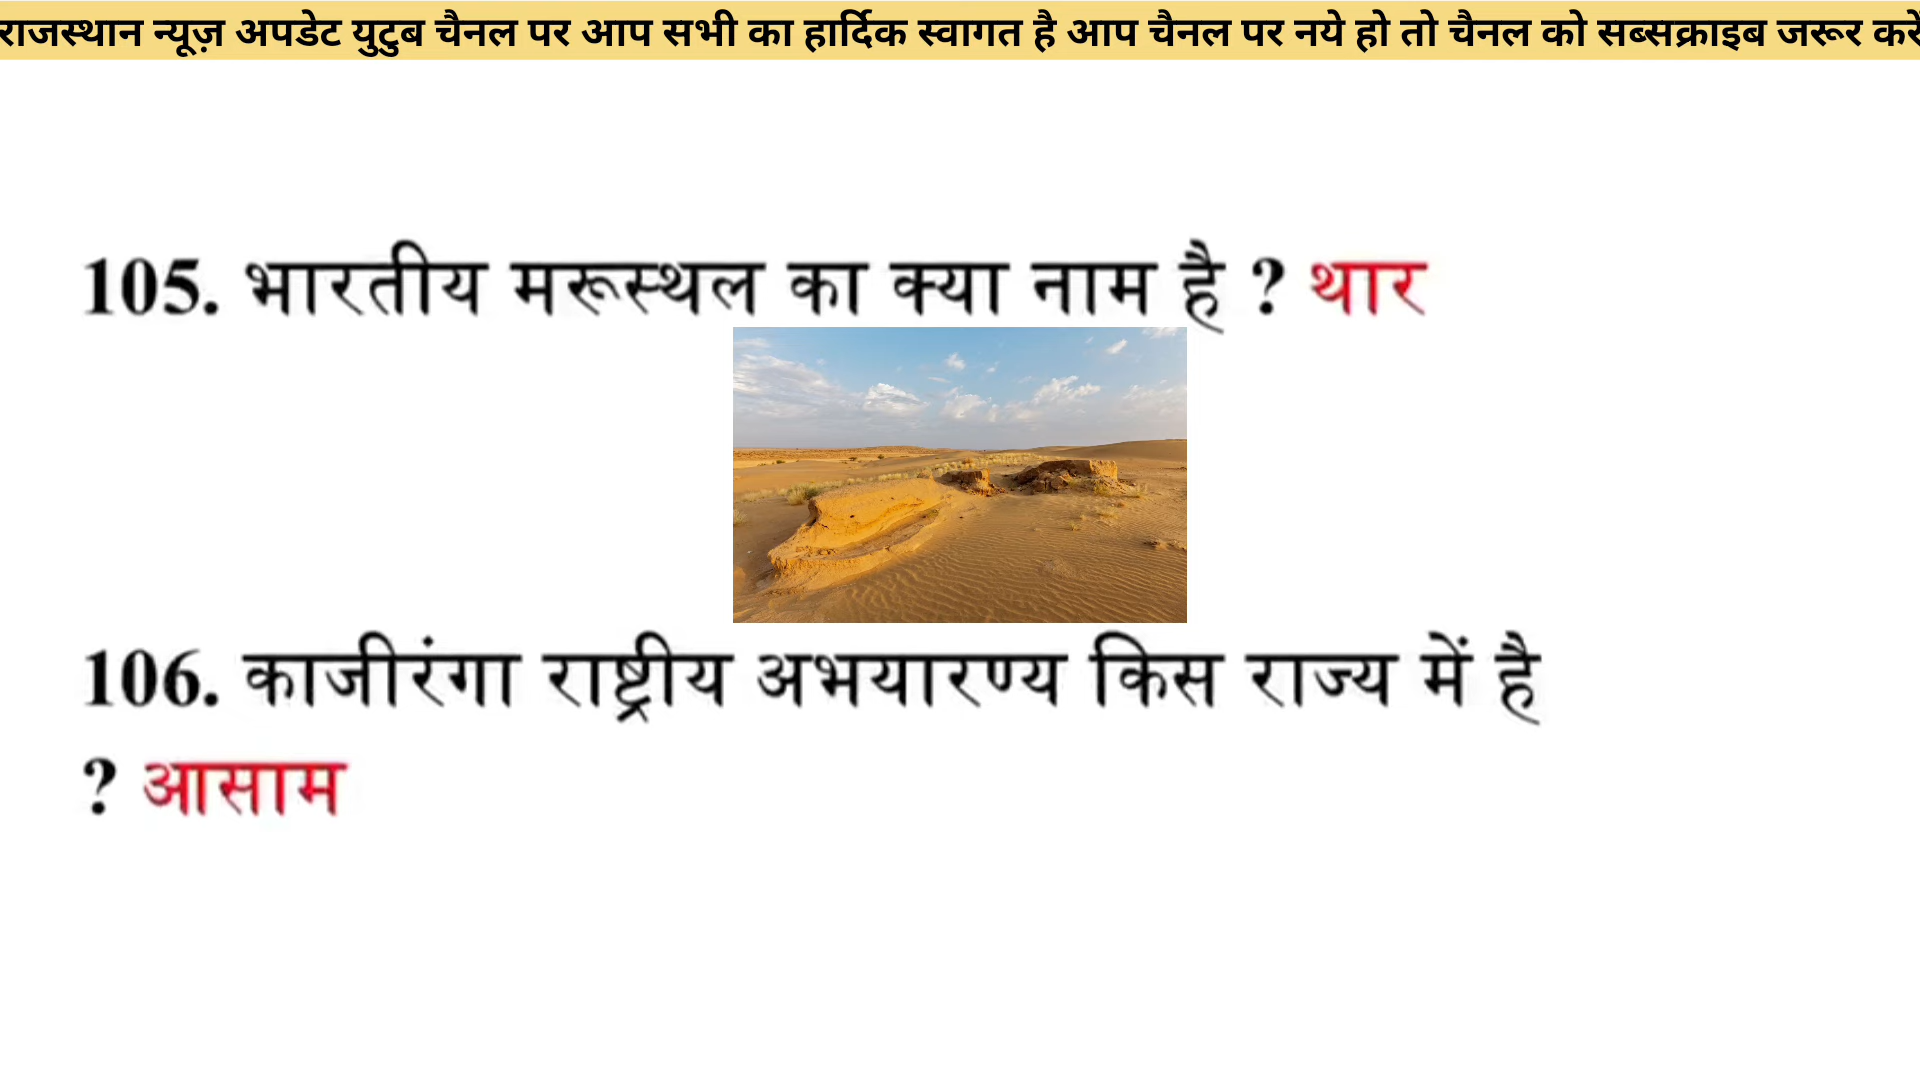 राजस्थान न्यूज़ अपडेट युटुब चैनल पर आप सभी का हार्दिक स्वागत है आप चैनल पर नये हो तो चैनल को सब्सक्राइब जरूर करें
105. भारतीय मरूस्थल का क्या नाम है ? थार
106. काजीरंगा राष्ट्रीय अभयारण्य किस राज्य में है
? आसाम